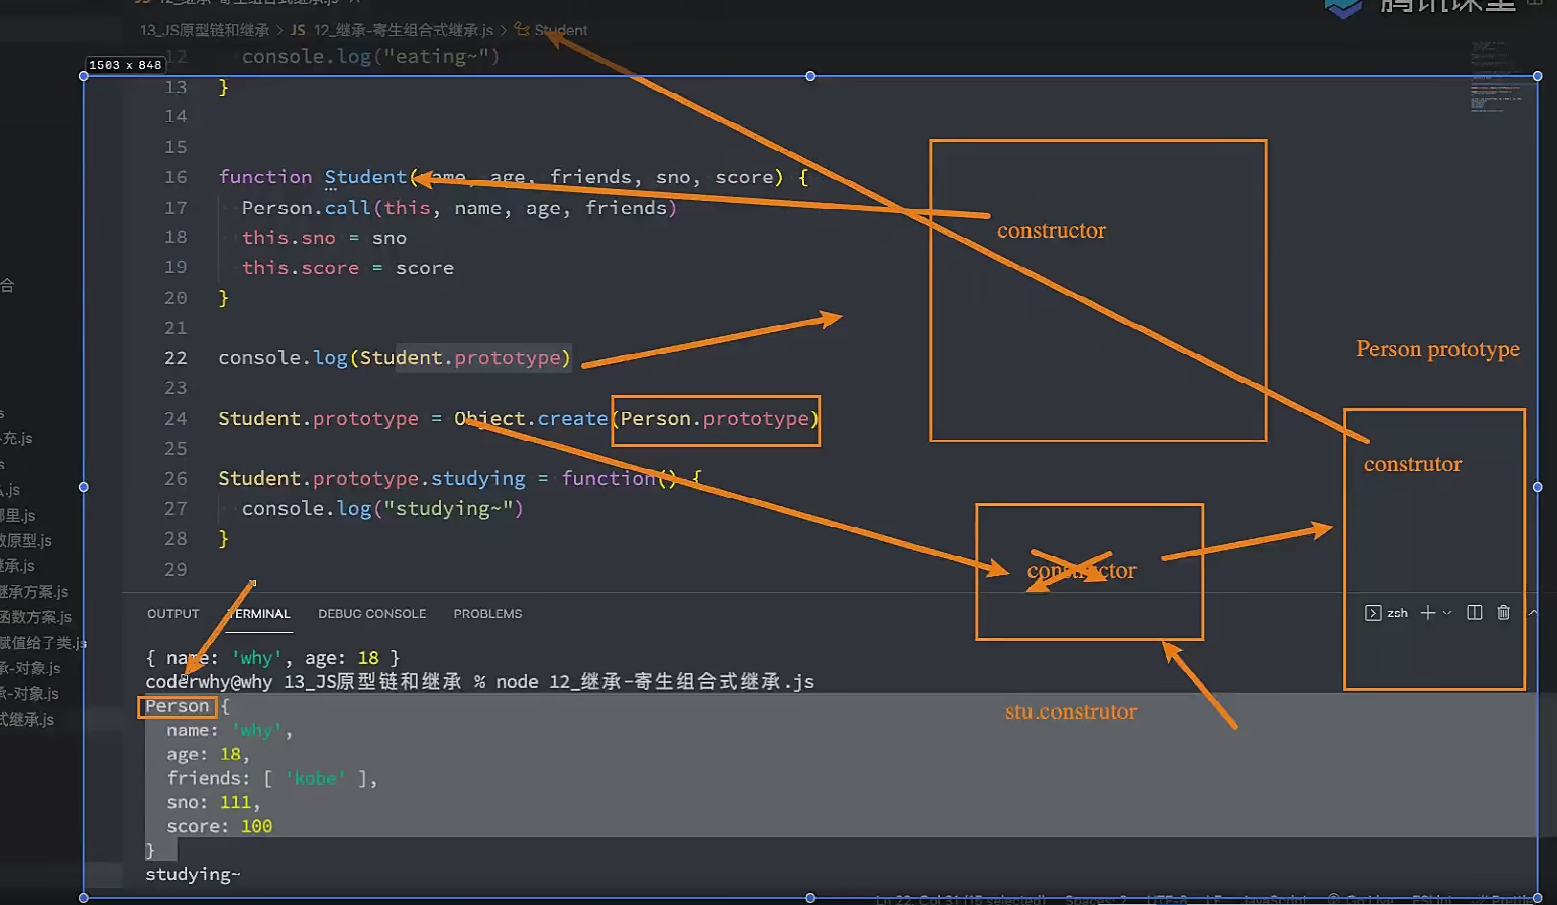 13_JS原型链和继承 > JS 12_继承-寄生组合式继承.js > Student
12 console.log("eating~")
1503 x 848
13 }
14
15
16 function Student(name, age, friends, sno, score) {
17 Person.call(this, name, age, friends)
18 this.sno = sno
19 this.score = score
20 }
21
22 console.log(Student.prototype)
23
24 Student.prototype = Object.create(Person.prototype)
25
26 Student.prototype.studying = function() {
27 console.log("studying~")
28 }
29
constructor
Person prototype
construtor
constructor
stu.construtor
合
s
充.js
s
.js
哪里.js
数原型.js
继承.js
继承方案.js
函数方案.js
赋值给子类.js
承-对象.js
承-对象.js
式继承.js
OUTPUT TERMINAL DEBUG CONSOLE PROBLEMS
zsh
{ name: 'why', age: 18 }
coderwhy@why 13_JS原型链和继承 % node 12_继承-寄生组合式继承.js
Person {
name: 'why',
age: 18,
friends: [ 'kobe' ],
sno: 111,
score: 100
}
studying~